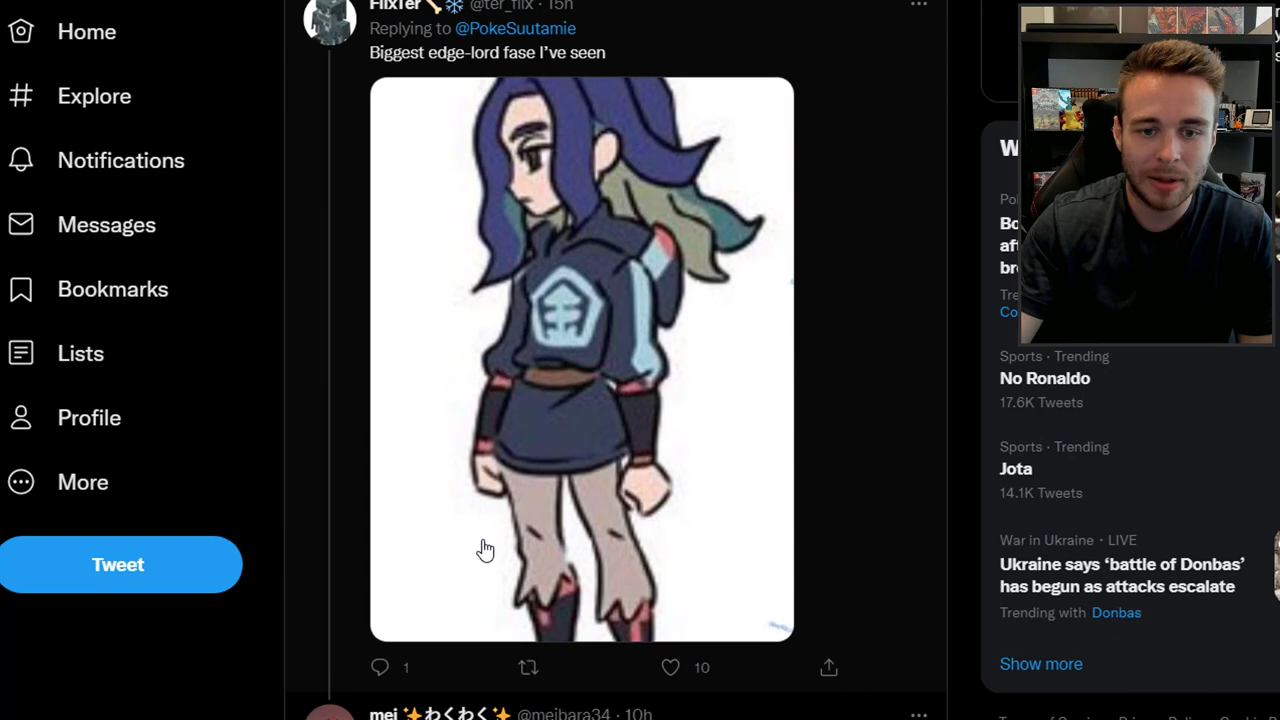 Home
Explore
Notifications
Messages
Bookmarks
Lists
Profile
More
Tweet
FlixTer 🦴❄️ @ter_flix · 15h
Replying to @PokeSuutamie
Biggest edge-lord fase I've seen
1
10
mei ✨わくわく✨ @meibara34 · 10h
Sports · Trending
No Ronaldo
17.6K Tweets
Sports · Trending
Jota
14.1K Tweets
War in Ukraine · LIVE
Ukraine says ‘battle of Donbas’
has begun as attacks escalate
Trending with Donbas
Show more